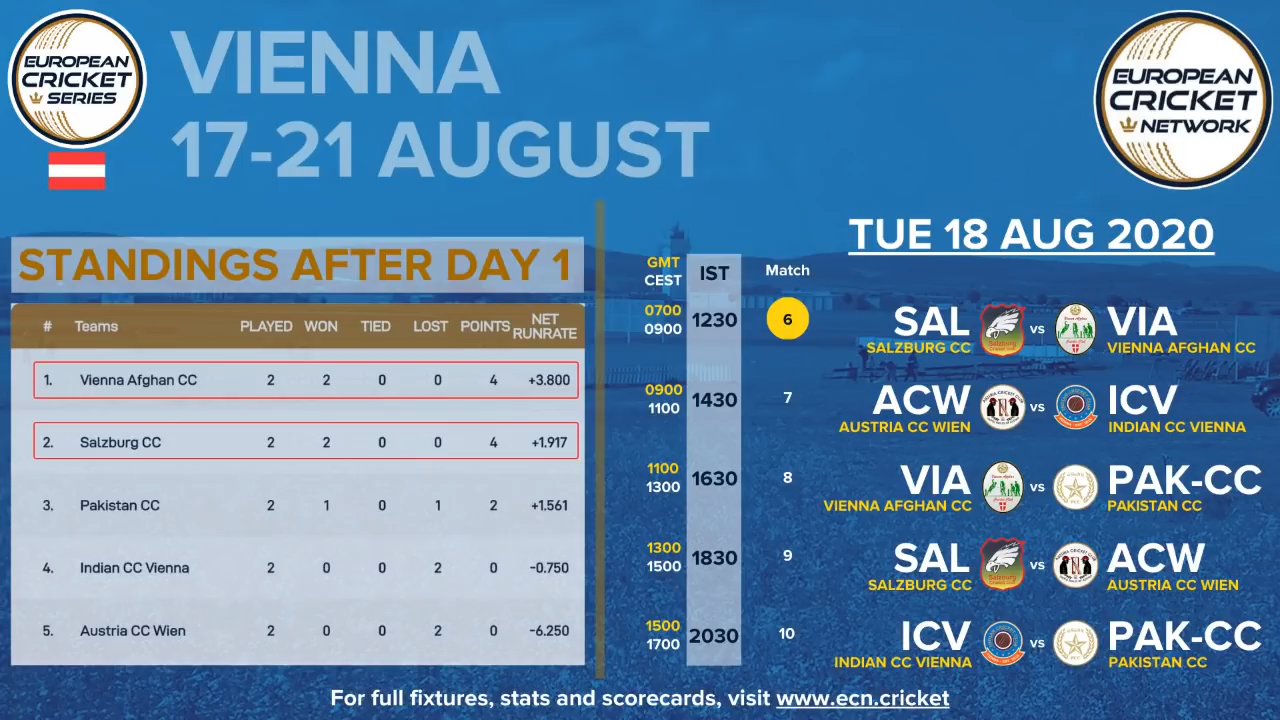 EUROPEAN
CRICKET
SERIES
VIENNA
17-21 AUGUST
EUROPEAN
CRICKET
NETWORK
STANDINGS AFTER DAY 1
# Teams PLAYED WON TIED LOST POINTS NET RUNRATE
1. Vienna Afghan CC 2 2 0 0 4 +3.800
2. Salzburg CC 2 2 0 0 4 +1.917
3. Pakistan CC 2 1 0 1 2 +1.561
4. Indian CC Vienna 2 0 0 2 0 -0.750
5. Austria CC Wien 2 0 0 2 0 -6.250
TUE 18 AUG 2020
GMT
CEST
IST
Match
0700
0900
1230
6
SAL vs VIA
SALZBURG CC VIENNA AFGHAN CC
0900
1100
1430
7
ACW vs ICV
AUSTRIA CC WIEN INDIAN CC VIENNA
1100
1300
1630
8
VIA vs PAK-CC
VIENNA AFGHAN CC PAKISTAN CC
1300
1500
1830
9
SAL vs ACW
SALZBURG CC AUSTRIA CC WIEN
1500
1700
2030
10
ICV vs PAK-CC
INDIAN CC VIENNA PAKISTAN CC
For full fixtures, stats and scorecards, visit www.ecn.cricket